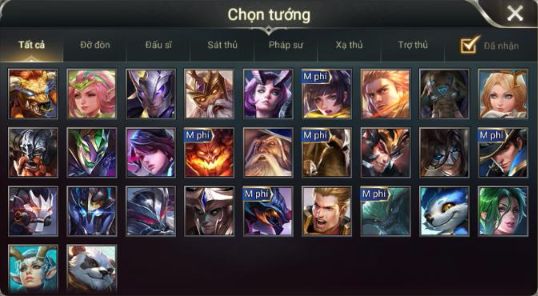 Chọn tướng
Tất cả Đỡ đòn Đấu sĩ Sát thủ Pháp sư Xạ thủ Trợ thủ Đã nhận
M phí
M phí M phí M phí
M phí M phí